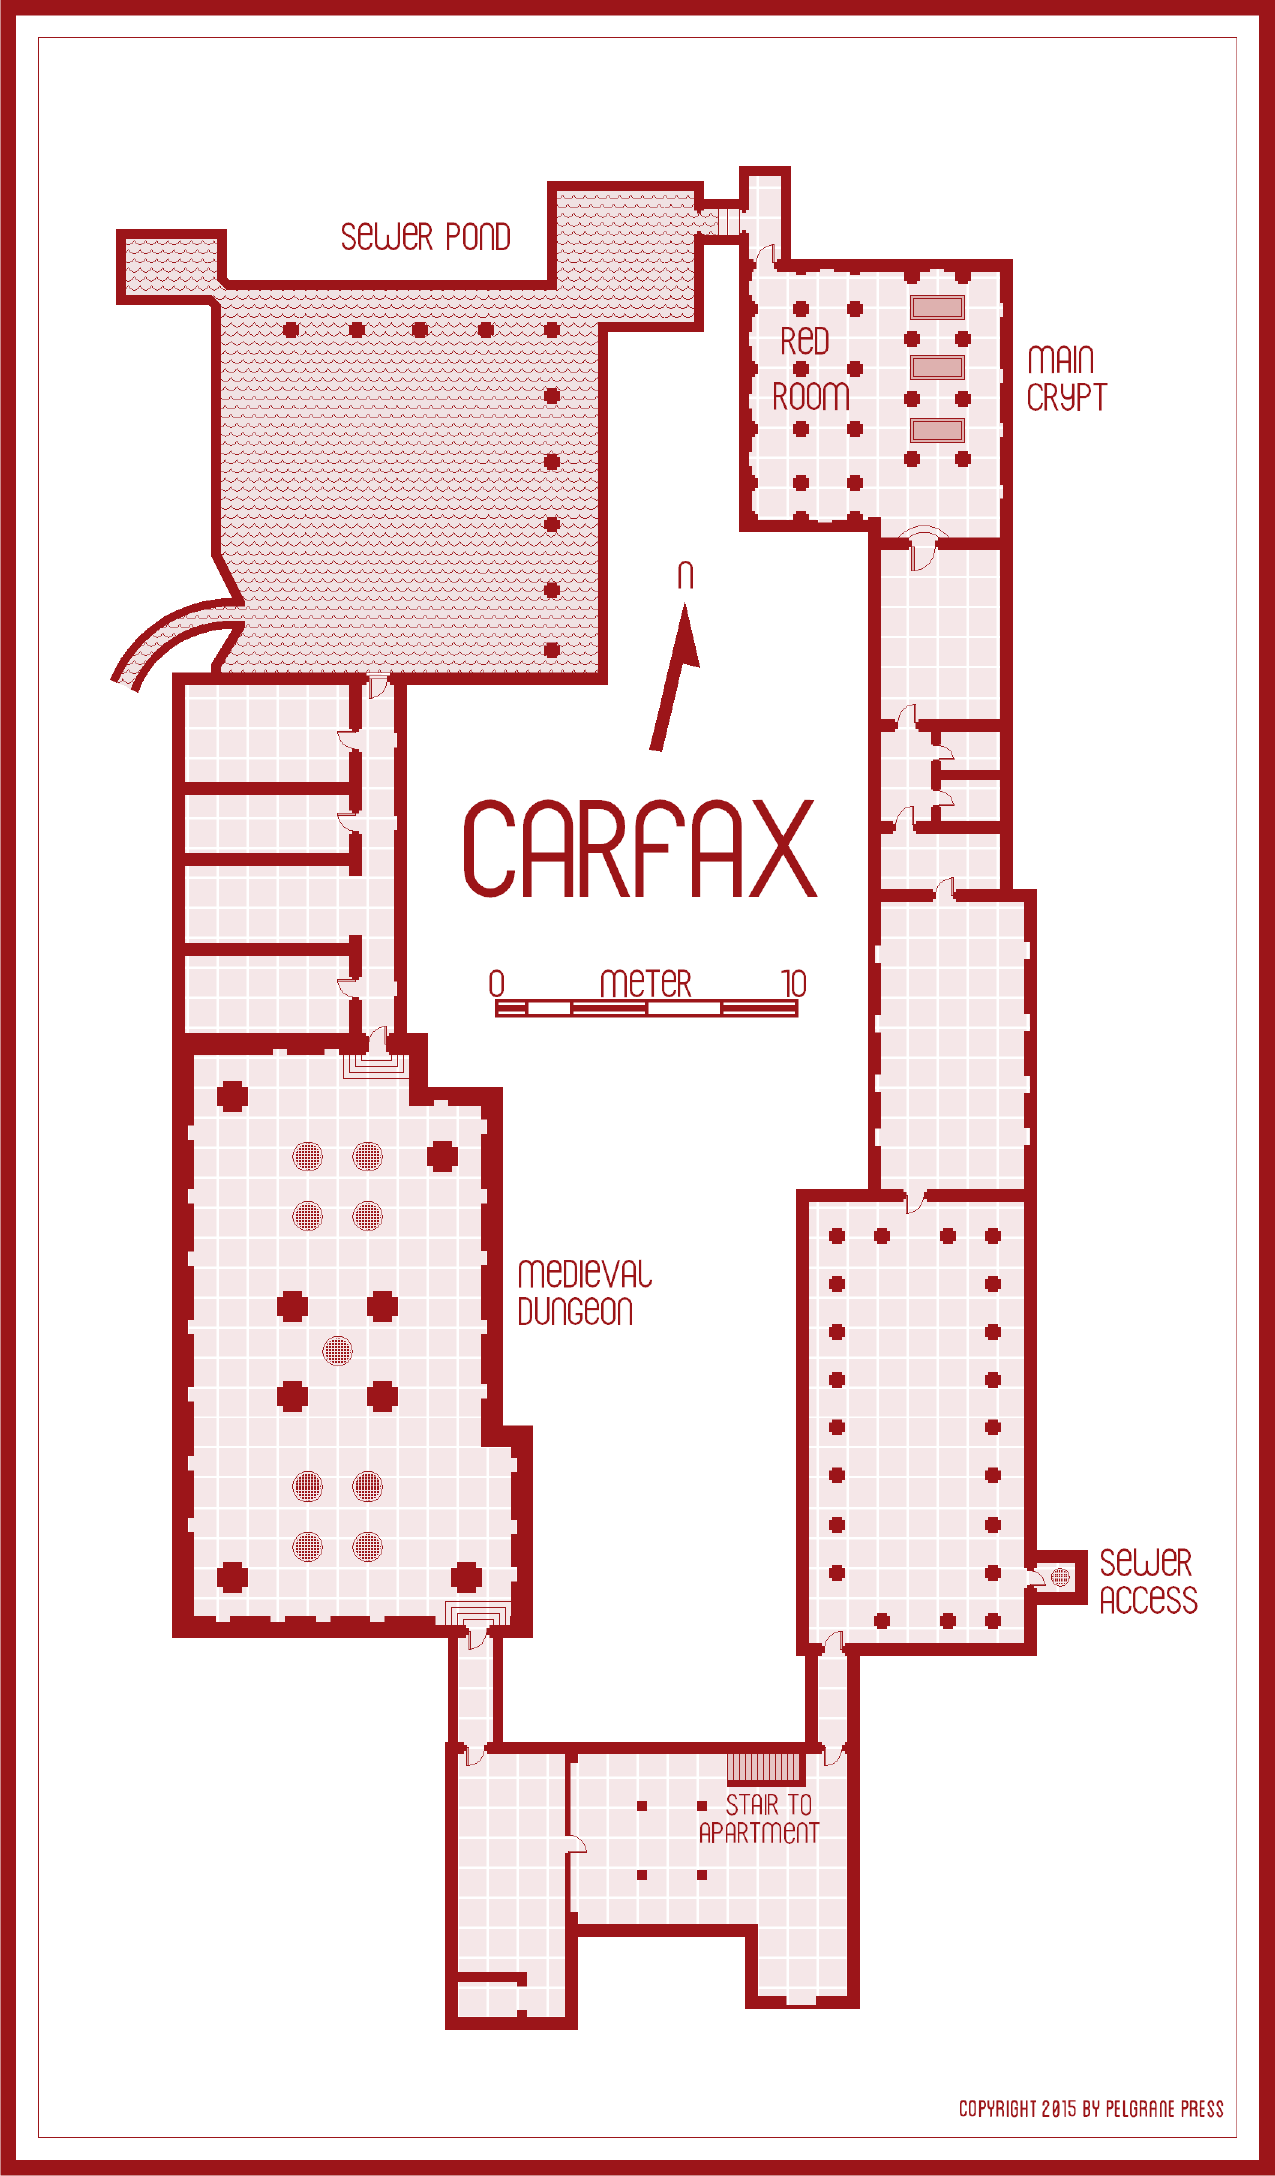 SEWER POND
RED
ROOM
MAIN
CRYPT
N
CARFAX
0 METER 10
MEDIEVAL
DUNGEON
SEWER
ACCESS
STAIR TO
APARTMENT
COPYRIGHT 2015 BY PELGRANE PRESS